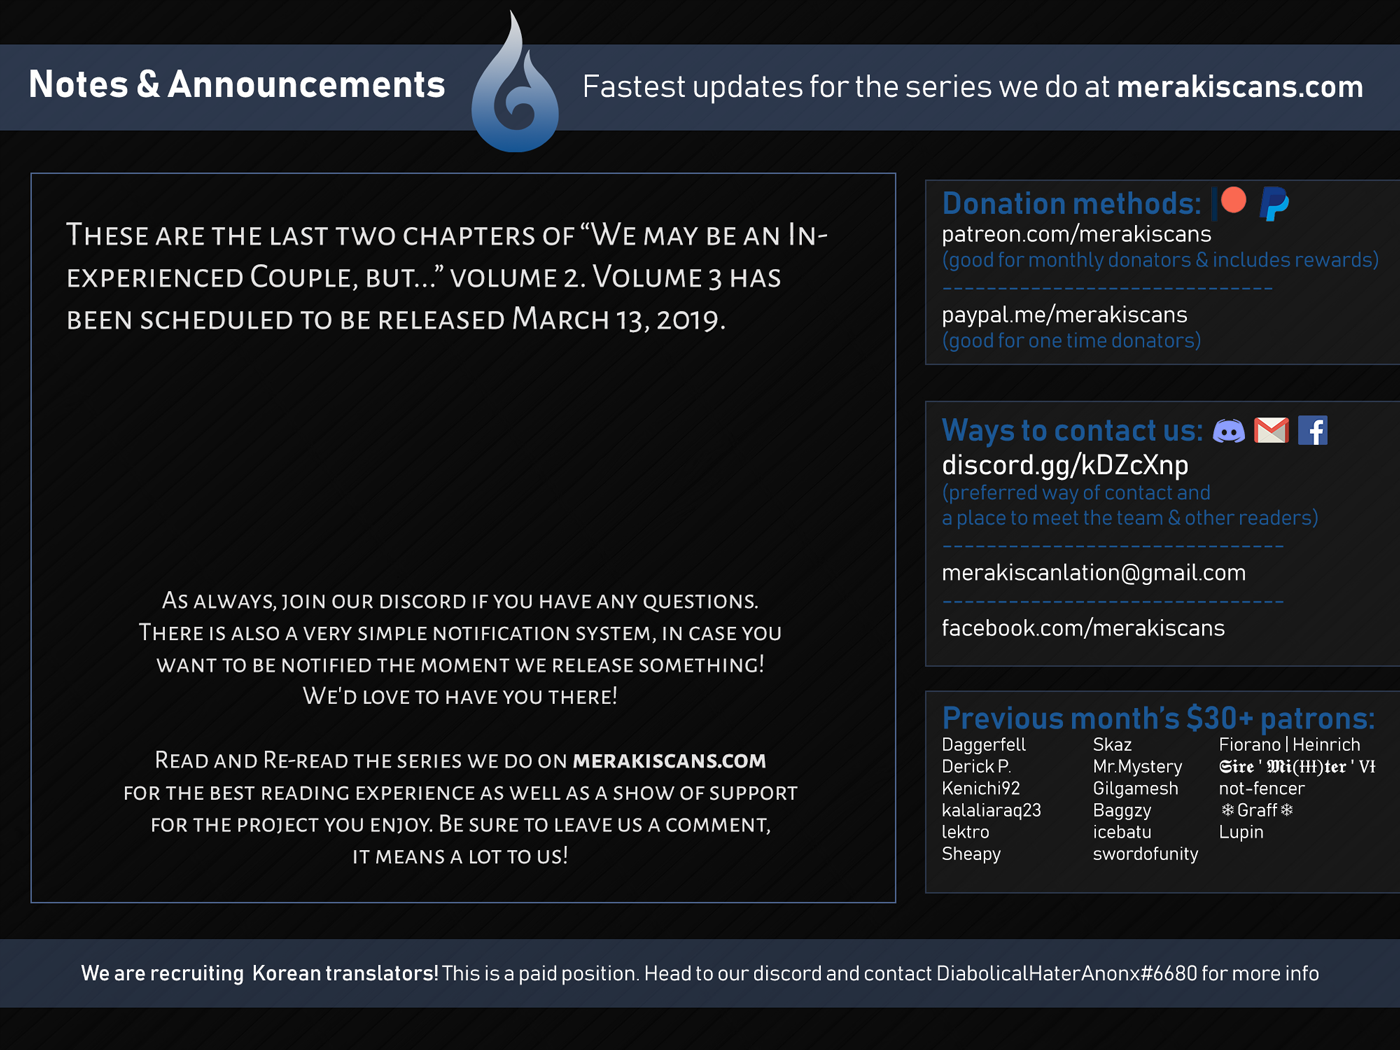 Notes & Announcements
Fastest updates for the series we do at merakiscans.com
These are the last two chapters of “We may be an In-
experienced Couple, but...” volume 2. Volume 3 has
been scheduled to be released March 13, 2019.
As always, join our discord if you have any questions.
There is also a very simple notification system, in case you
want to be notified the moment we release something!
We'd love to have you there!
Read and Re-read the series we do on merakiscans.com
for the best reading experience as well as a show of support
for the project you enjoy. Be sure to leave us a comment,
it means a lot to us!
Donation methods:
patreon.com/merakiscans
(good for monthly donators & includes rewards)
------------------------------
paypal.me/merakiscans
(good for one time donators)
Ways to contact us:
discord.gg/kDZcXnp
(preferred way of contact and
a place to meet the team & other readers)
-------------------------------
merakiscanlation@gmail.com
-------------------------------
facebook.com/merakiscans
Previous month’s $30+ patrons:
Daggerfell
Derick P.
Kenichi92
kalaliaraq23
lektro
Sheapy
Skaz
Mr.Mystery
Gilgamesh
Baggzy
icebatu
swordofunity
Fiorano | Heinrich
𝕾𝖎𝖗𝖊 ' 𝕸𝖎(ƗƗƗ)𝖙𝖊𝖗 ' VƗ
not-fencer
❄Graff❄
Lupin
We are recruiting Korean translators! This is a paid position. Head to our discord and contact DiabolicalHaterAnonx#6680 for more info